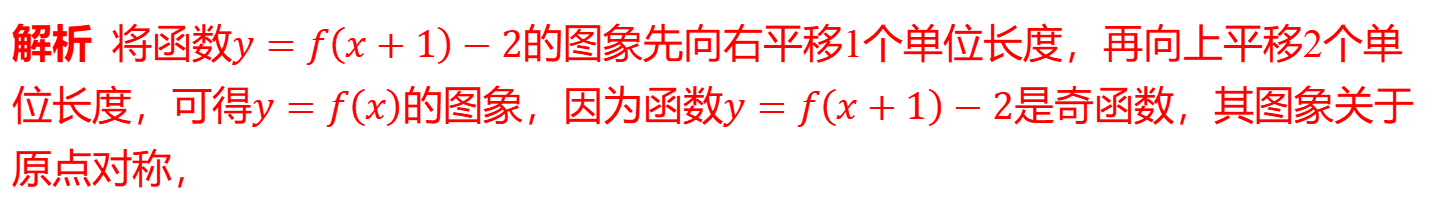 解析 将函数y = f(x + 1) − 2的图象先向右平移1个单位长度，再向上平移2个单
位长度，可得y = f(x)的图象，因为函数y = f(x + 1) − 2是奇函数，其图象关于
原点对称，